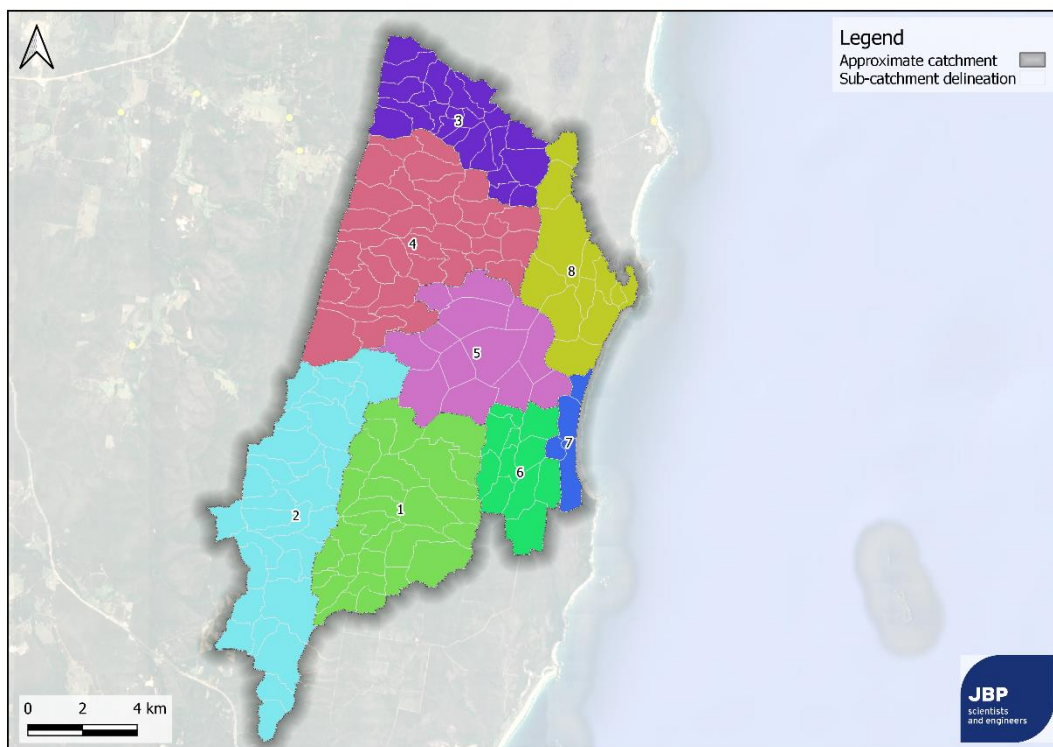 Legend
Approximate catchment
Sub-catchment delineation
3
4
8
5
7
6
1
2
0 2 4 km
JBP
scientists
and engineers